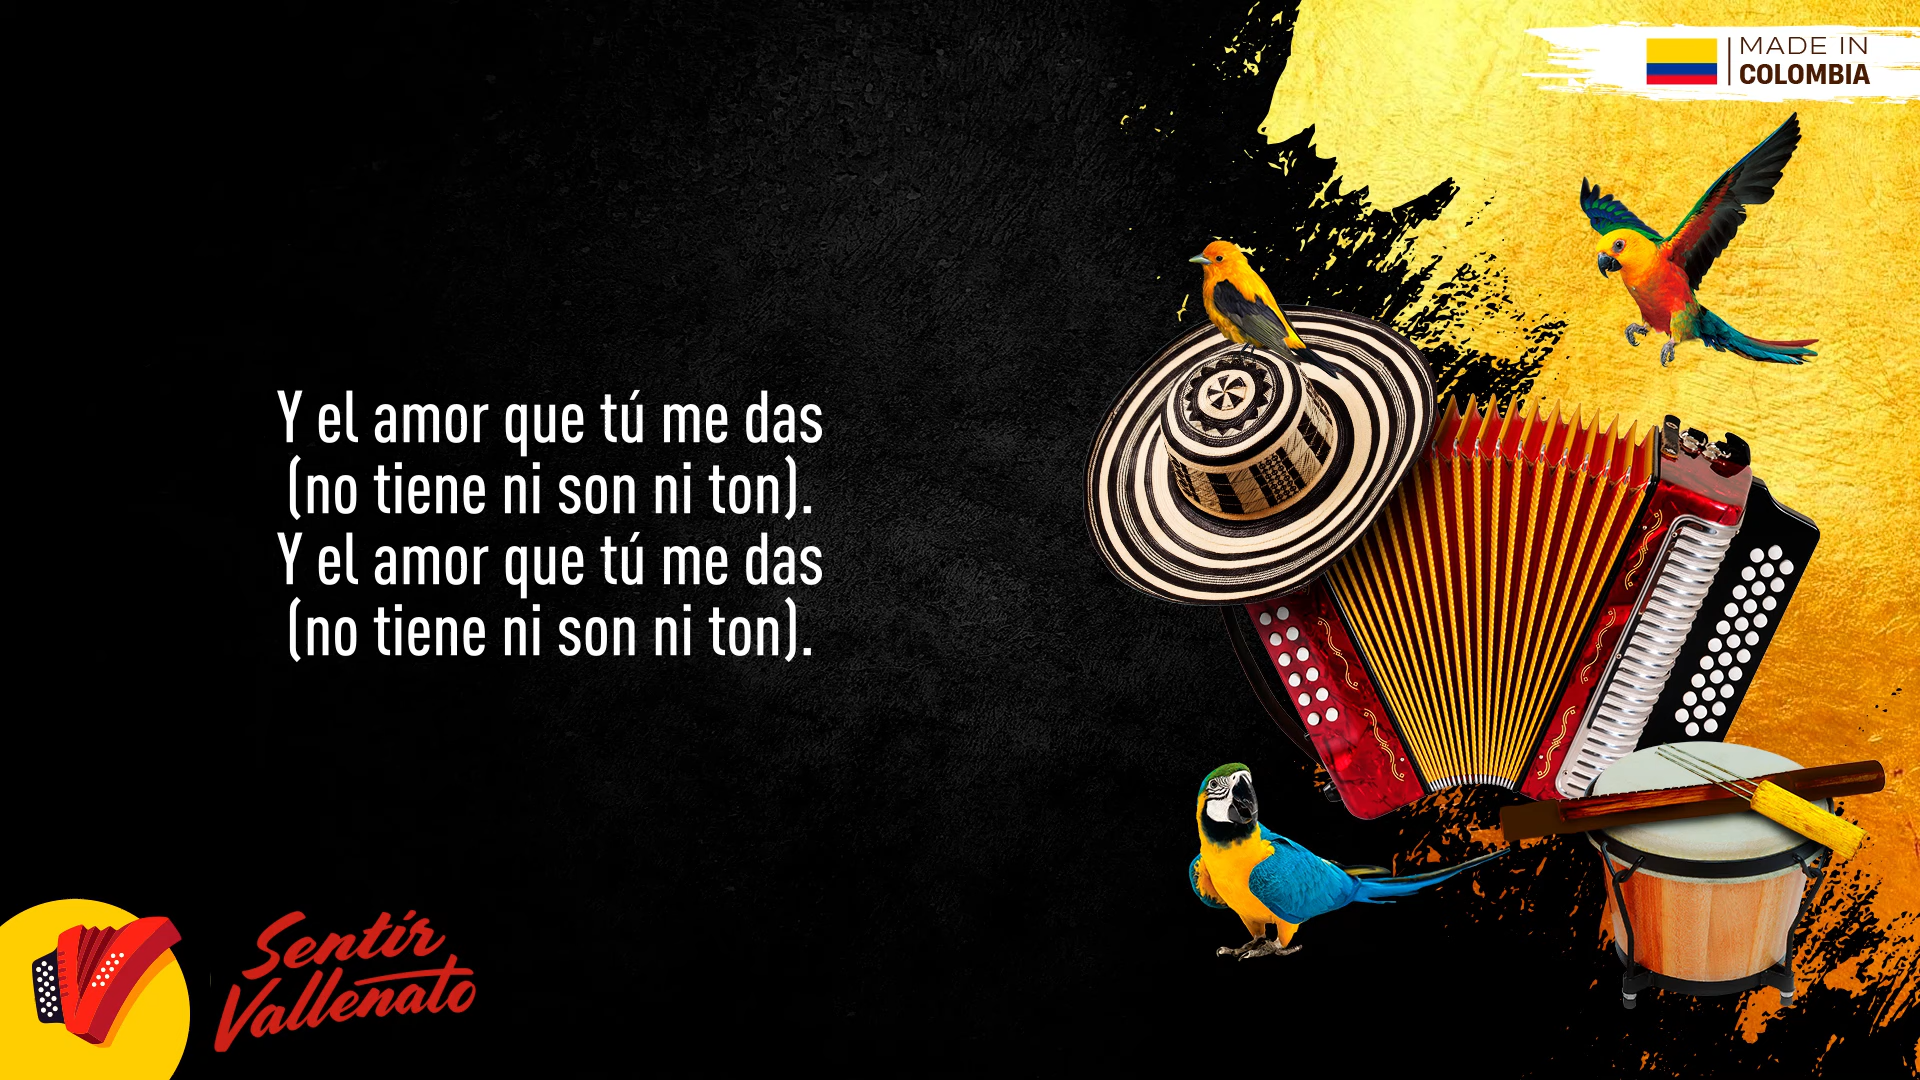 MADE IN
COLOMBIA
Y el amor que tú me das
(no tiene ni son ni ton).
Y el amor que tú me das
(no tiene ni son ni ton).
Sentír
Vallenato